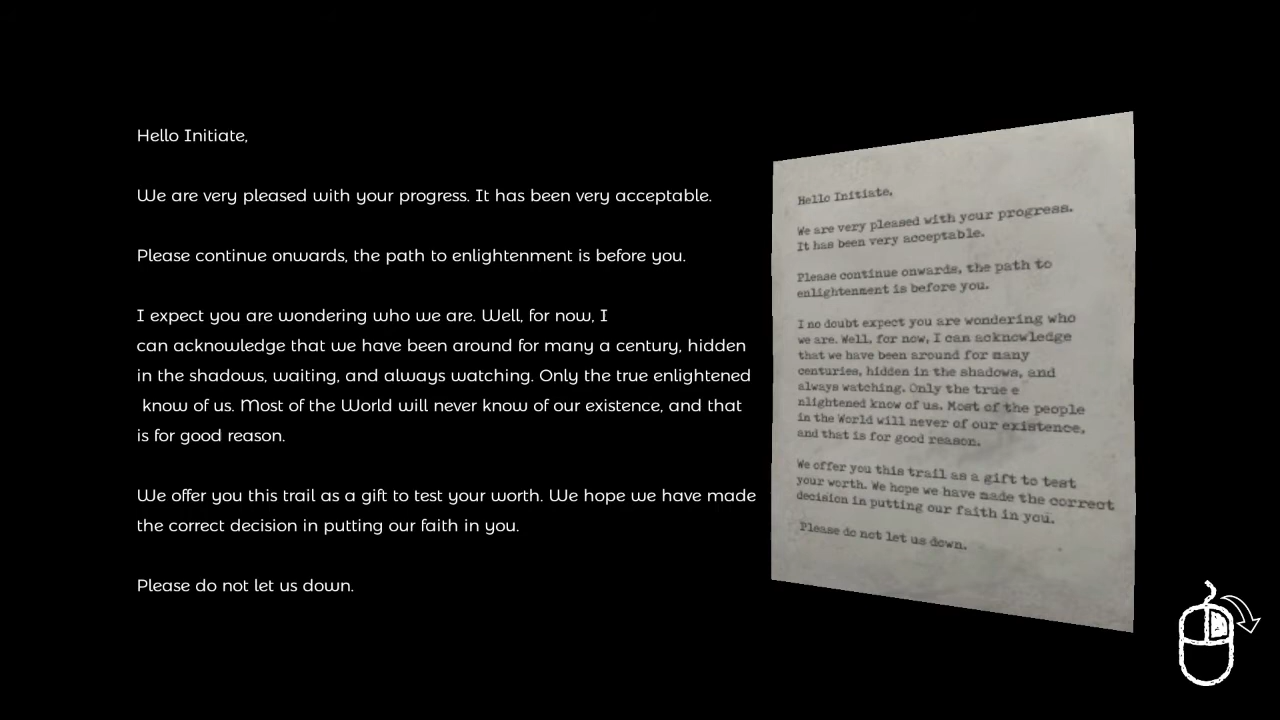 Hello Initiate,
We are very pleased with your progress. It has been very acceptable.
Please continue onwards, the path to enlightenment is before you.
I expect you are wondering who we are. Well, for now, I
can acknowledge that we have been around for many a century, hidden
in the shadows, waiting, and always watching. Only the true enlightened
know of us. Most of the World will never know of our existence, and that
is for good reason.
We offer you this trail as a gift to test your worth. We hope we have made
the correct decision in putting our faith in you.
Please do not let us down.
Hello Initiate,
We are very pleased with your progress.
It has been very acceptable.
Please continue onwards, the path to
enlightenment is before you.
I no doubt expect you are wondering who
we are. Well, for now, I can acknowledge
that we have been around for many
centuries, hidden in the shadows, and
always watching. Only the true e
nlightened know of us. Most of the people
in the World will never of our existence,
and that is for good reason.
We offer you this trail as a gift to test
your worth. We hope we have made the correct
decision in putting our faith in you.
Please do not let us down.